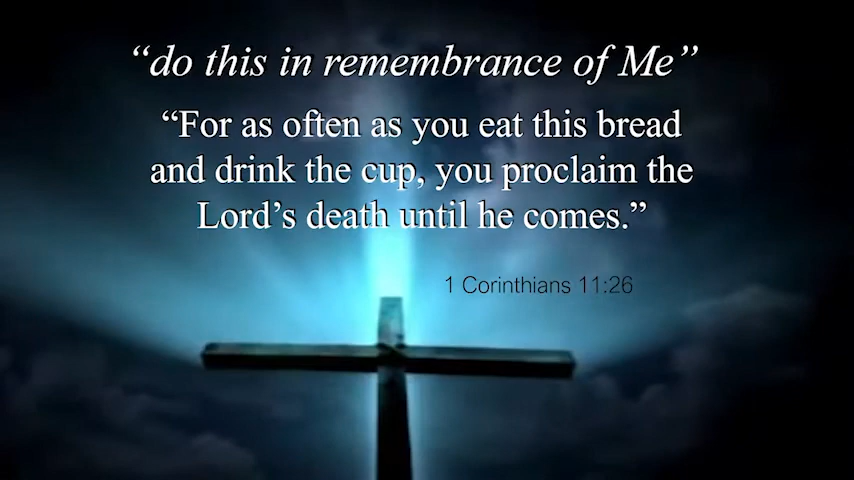 “do this in remembrance of Me”
“For as often as you eat this bread
and drink the cup, you proclaim the
Lord’s death until he comes.”
1 Corinthians 11:26